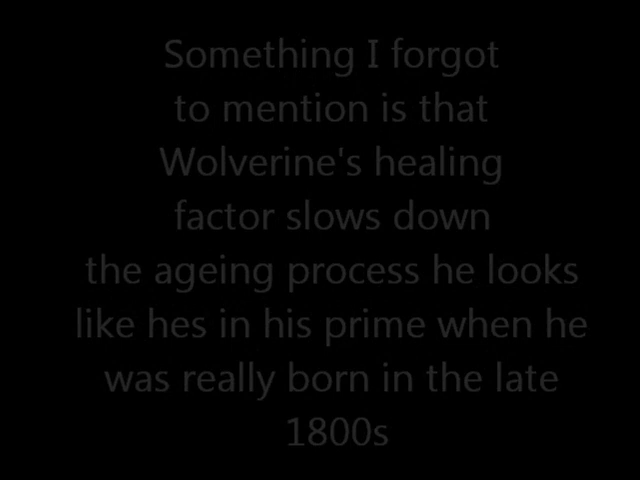 Something I forgot
to mention is that
Wolverine's healing
factor slows down
the ageing process he looks
like hes in his prime when he
was really born in the late
1800s